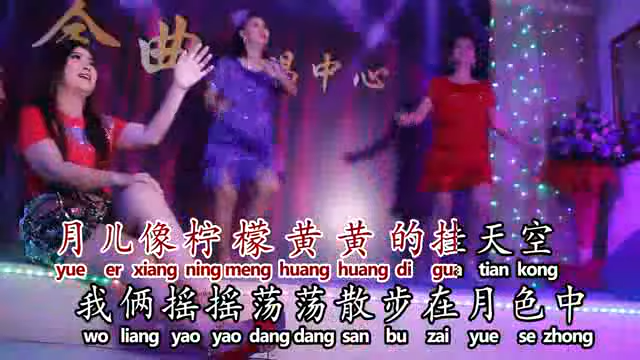 金曲
唱中心
月儿像柠檬黄黄的挂天空
yue er xiang ning meng huang huang di gua tian kong
我俩摇摇荡荡散步在月色中
wo liang yao yao dang dang san bu zai yue se zhong